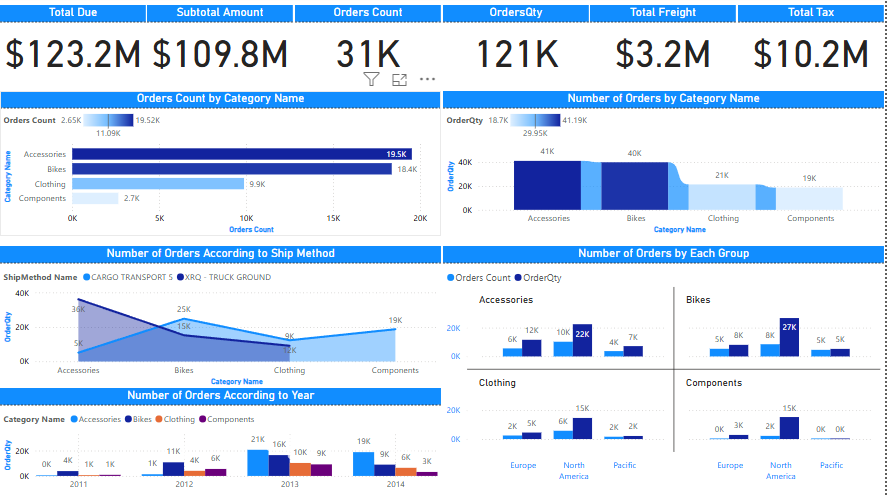 Total Due
Subtotal Amount
Orders Count
OrdersQty
Total Freight
Total Tax
$123.2M
$109.8M
31K
121K
$3.2M
$10.2M
Orders Count by Category Name
Orders Count 2.65K 19.52K
11.09K
Category Name
Accessories 19.5K
Bikes 18.4K
Clothing 9.9K
Components 2.7K
0K 5K 10K 15K 20K
Orders Count
Number of Orders by Category Name
OrderQty 18.7K 41.19K
29.95K
OrderQty
40K
20K
0K
41K 40K 21K 19K
Accessories Bikes Clothing Components
Category Name
Number of Orders According to Ship Method
ShipMethod Name CARGO TRANSPORT 5 XRQ - TRUCK GROUND
OrderQty
40K
20K
0K
36K 25K 19K
5K 15K 9K
12K
Accessories Bikes Clothing Components
Category Name
Number of Orders by Each Group
Orders Count OrderQty
Accessories
20K
0K
6K 12K 10K 22K 4K 7K
Bikes
5K 8K 8K 27K 5K 5K
Clothing
20K
0K
2K 5K 6K 15K 2K 2K
Components
0K 3K 2K 15K 0K 0K
Europe North America Pacific
Europe North America Pacific
Number of Orders According to Year
Category Name Accessories Bikes Clothing Components
OrderQty
20K
0K
0K 4K 1K 1K
1K 11K 4K 6K
21K 16K 10K 9K
19K 9K 6K 3K
2011 2012 2013 2014